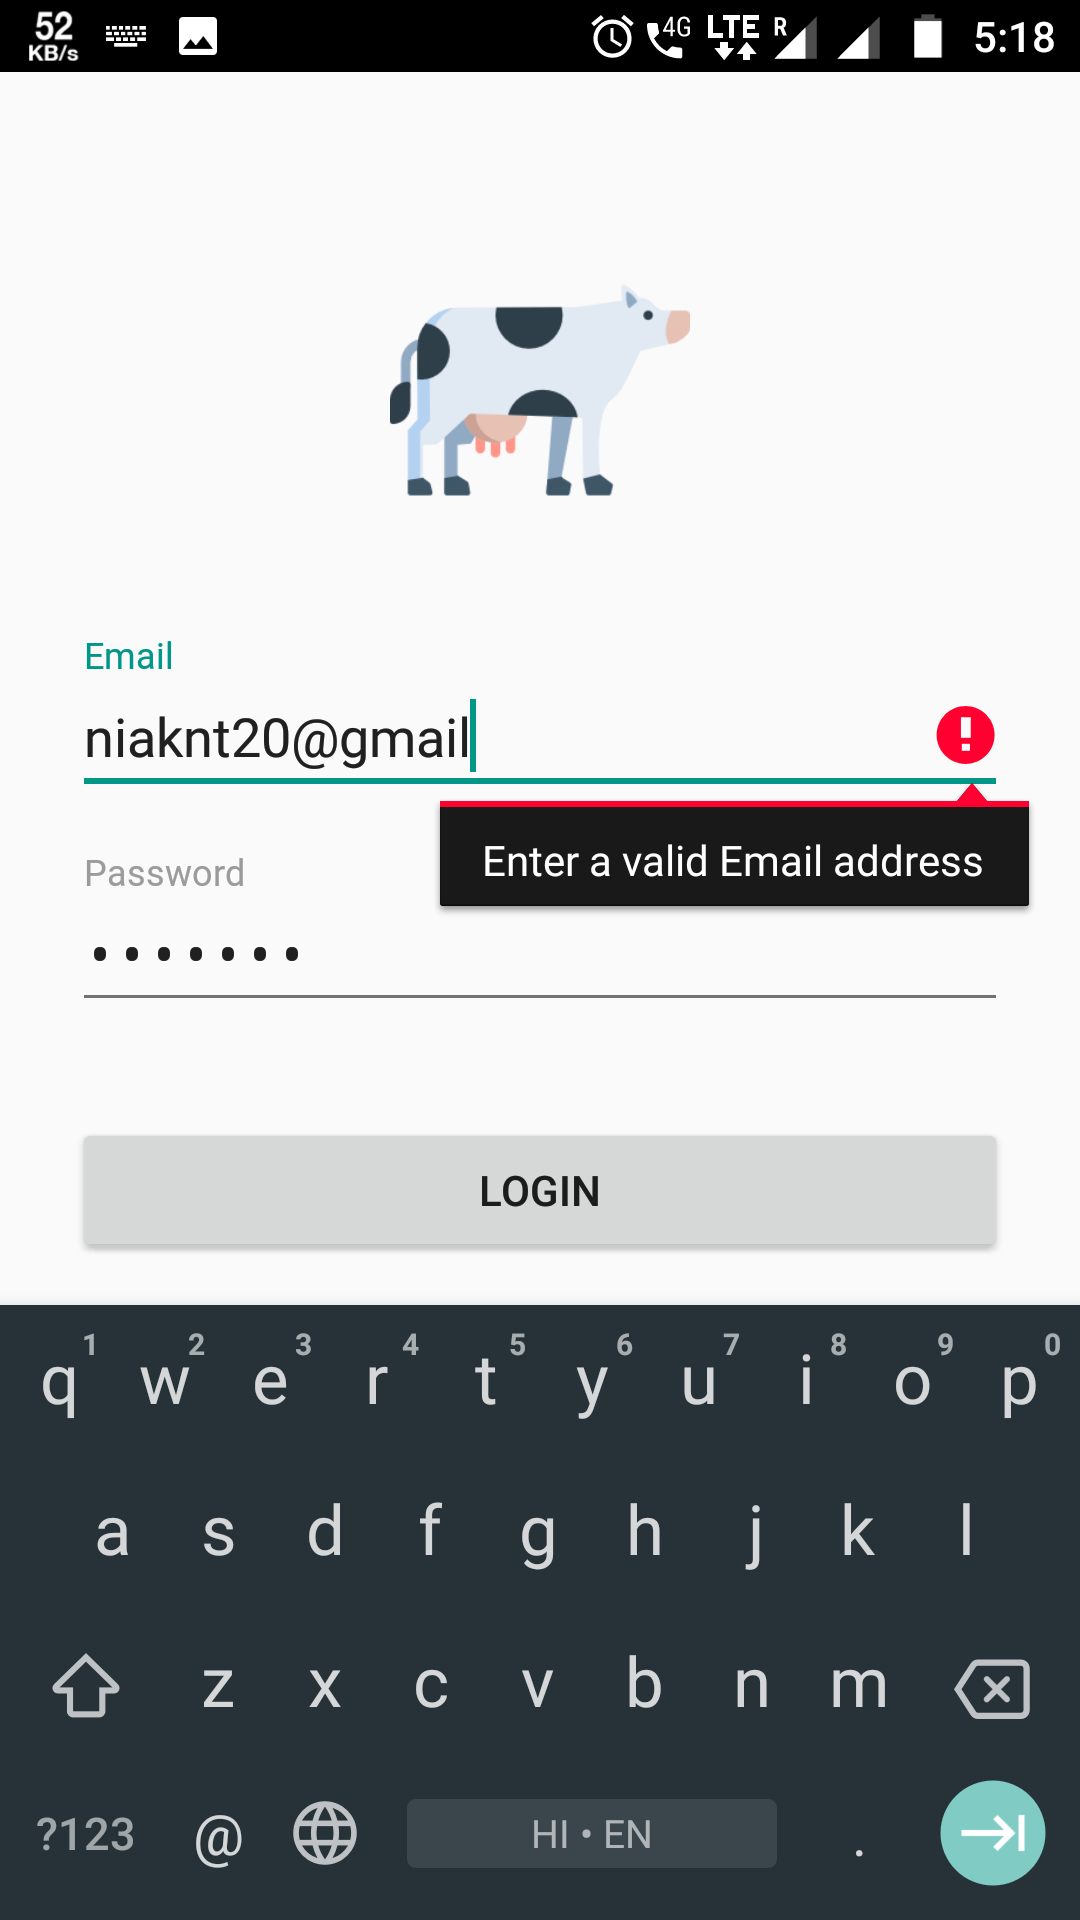 52
KB/s
4G
LTE
R
5:18
Email
niaknt20@gmail
Enter a valid Email address
Password
•••••••
LOGIN
1 2 3 4 5 6 7 8 9 0
q w e r t y u i o p
a s d f g h j k l
z x c v b n m
?123 @ HI • EN .